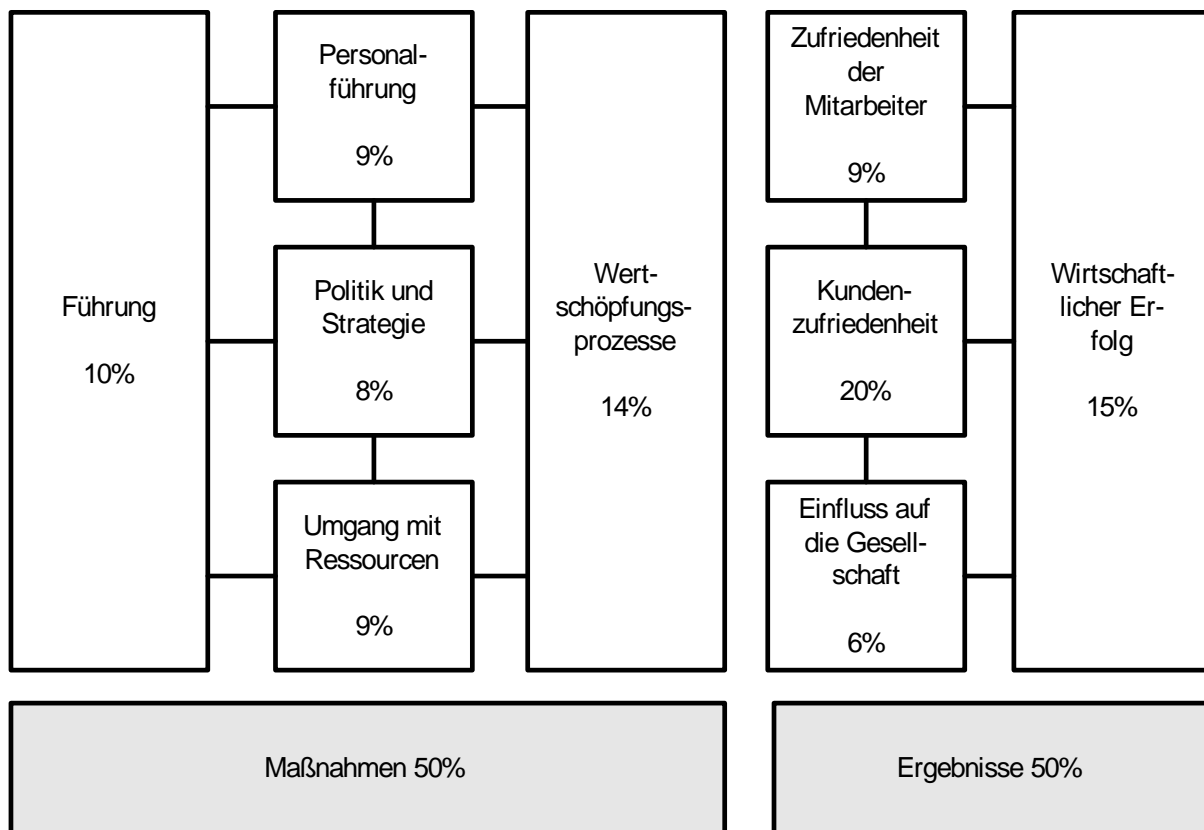 Führung
10%
Personal-
führung
9%
Politik und
Strategie
8%
Umgang mit
Ressourcen
9%
Wert-
schöpfungs-
prozesse
14%
Zufriedenheit
der
Mitarbeiter
9%
Kunden-
zufriedenheit
20%
Einfluss auf
die Gesell-
schaft
6%
Wirtschaft-
licher Er-
folg
15%
Maßnahmen 50%
Ergebnisse 50%